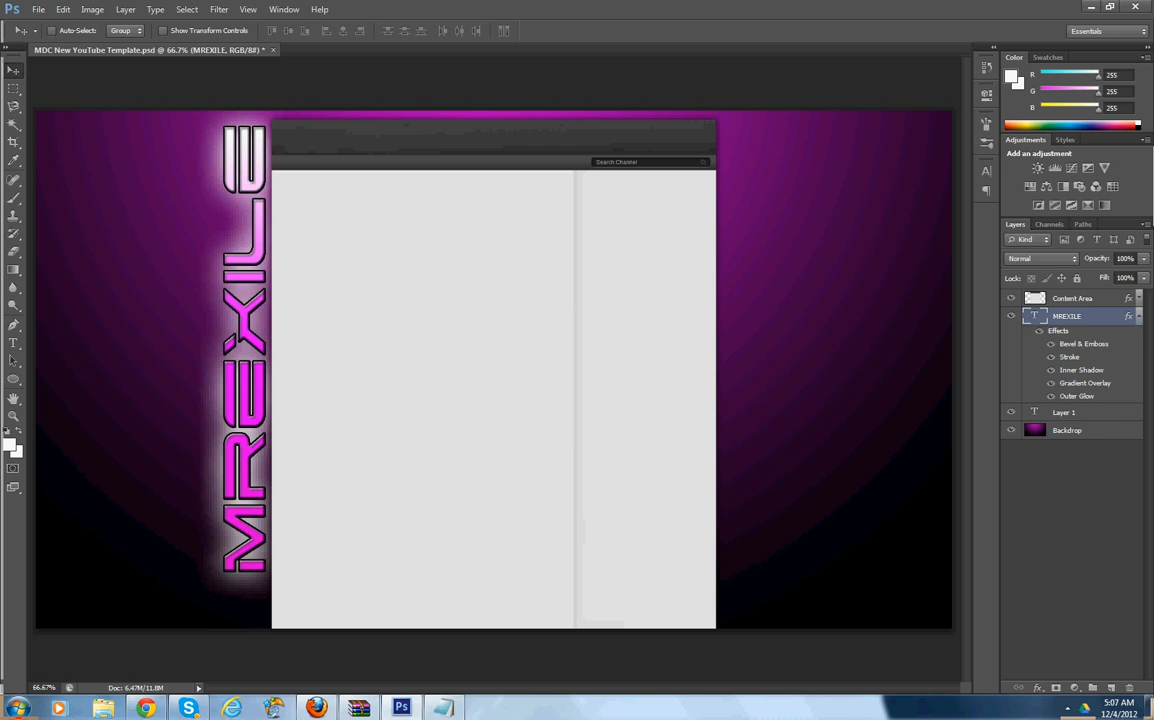 Ps File Edit Image Layer Type Select Filter View Window Help
Auto-Select: Group Show Transform Controls Essentials
MDC New YouTube Template.psd @ 66.7% (MREXILE, RGB/8#) * ×
Color Swatches
R 255
G 255
B 255
Adjustments Styles
Add an adjustment
Layers Channels Paths
Kind
Normal Opacity: 100%
Lock: Fill: 100%
Content Area fx
T MREXILE fx
Effects
Bevel & Emboss
Stroke
Inner Shadow
Gradient Overlay
Outer Glow
T Layer 1
Backdrop
Search Channel
MREXILE
66.67% Doc: 6.47M/11.8M
Ps
5:07 AM
12/4/2012